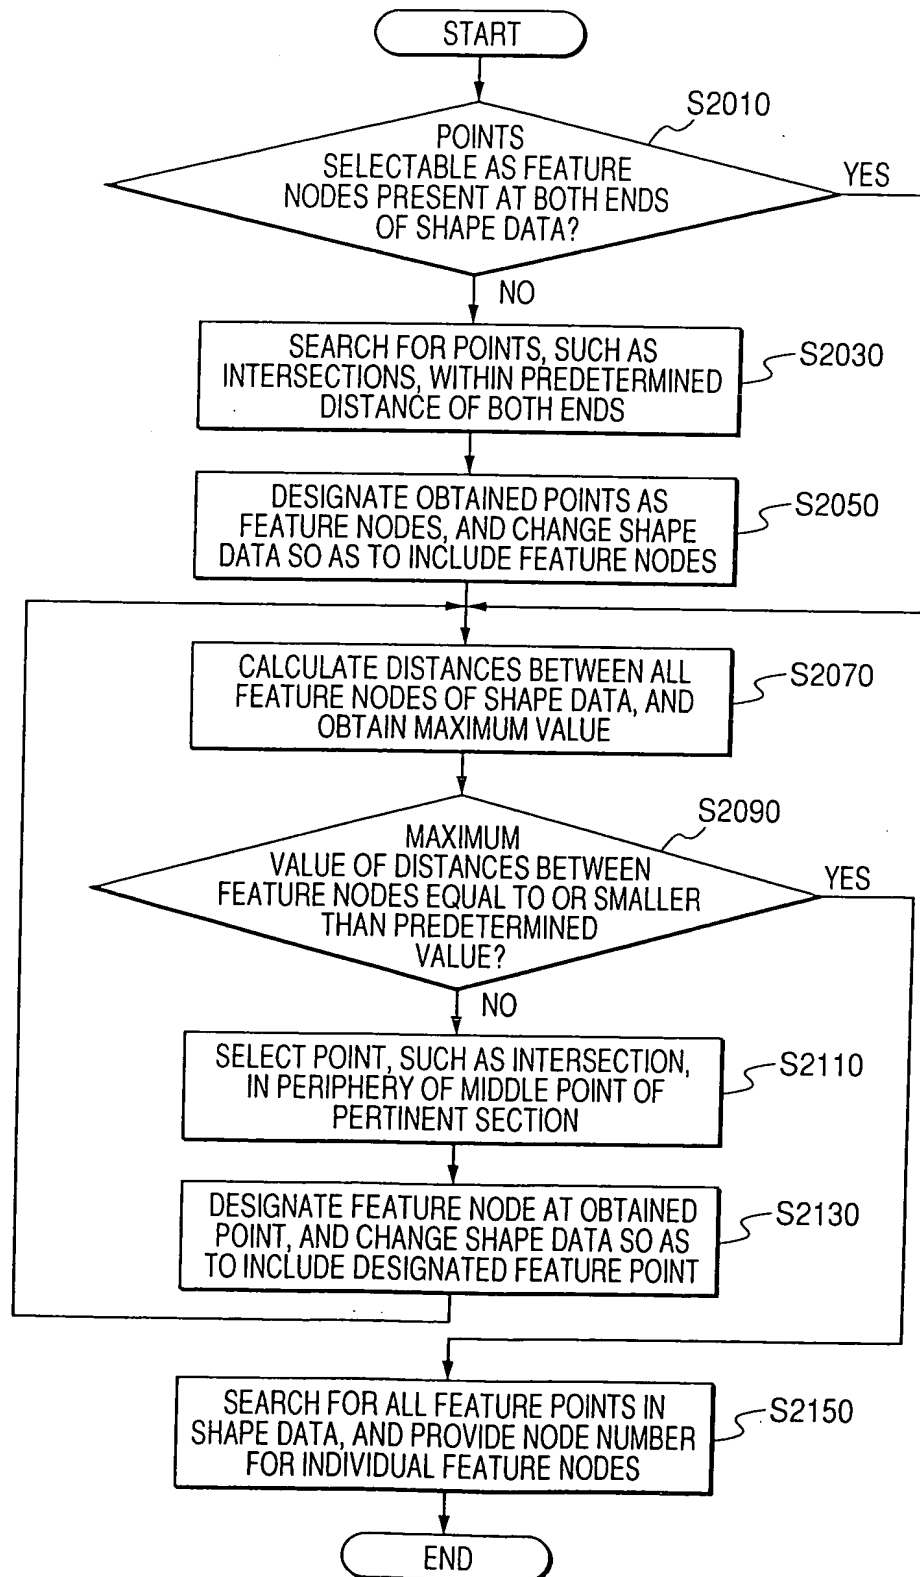 START
S2010
POINTS
SELECTABLE AS FEATURE
NODES PRESENT AT BOTH ENDS
OF SHAPE DATA?
YES
NO
SEARCH FOR POINTS, SUCH AS
INTERSECTIONS, WITHIN PREDETERMINED
DISTANCE OF BOTH ENDS
S2030
DESIGNATE OBTAINED POINTS AS
FEATURE NODES, AND CHANGE SHAPE
DATA SO AS TO INCLUDE FEATURE NODES
S2050
CALCULATE DISTANCES BETWEEN ALL
FEATURE NODES OF SHAPE DATA, AND
OBTAIN MAXIMUM VALUE
S2070
S2090
MAXIMUM
VALUE OF DISTANCES BETWEEN
FEATURE NODES EQUAL TO OR SMALLER
THAN PREDETERMINED
VALUE?
YES
NO
SELECT POINT, SUCH AS INTERSECTION,
IN PERIPHERY OF MIDDLE POINT OF
PERTINENT SECTION
S2110
DESIGNATE FEATURE NODE AT OBTAINED
POINT, AND CHANGE SHAPE DATA SO AS
TO INCLUDE DESIGNATED FEATURE POINT
S2130
SEARCH FOR ALL FEATURE POINTS IN
SHAPE DATA, AND PROVIDE NODE NUMBER
FOR INDIVIDUAL FEATURE NODES
S2150
END